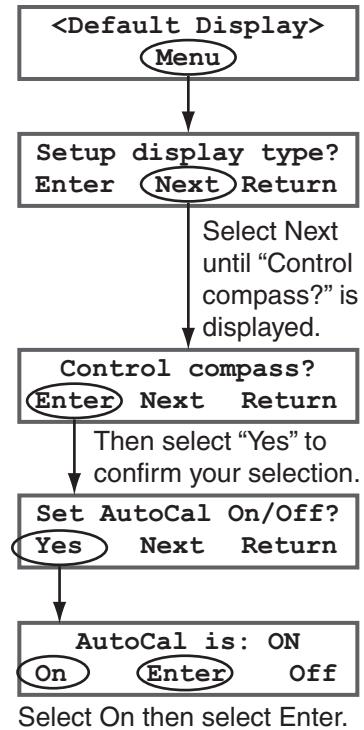 <Default Display>
Menu
Setup display type?
Enter Next Return
Select Next
until “Control
compass?” is
displayed.
Control compass?
Enter Next Return
Then select “Yes” to
confirm your selection.
Set AutoCal On/Off?
Yes Next Return
AutoCal is: ON
On Enter Off
Select On then select Enter.